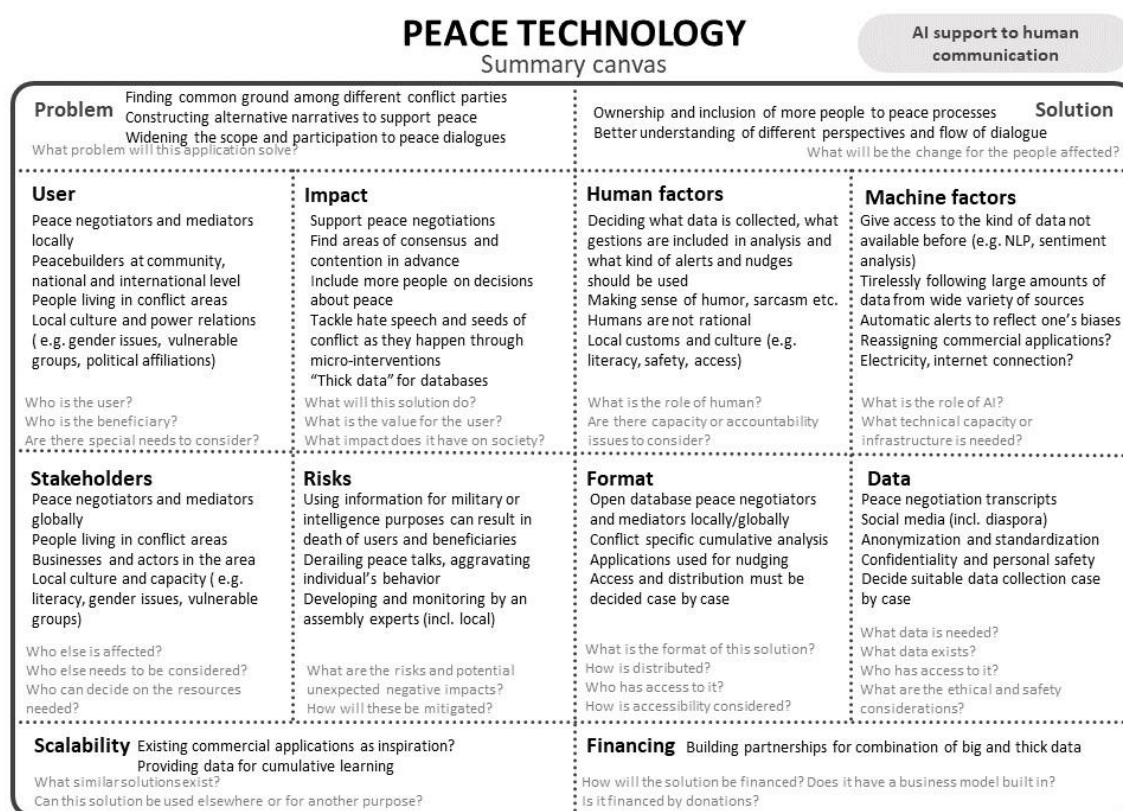 PEACE TECHNOLOGY
Summary canvas
AI support to human
communication
Problem
Finding common ground among different conflict parties
Constructing alternative narratives to support peace
Widening the scope and participation to peace dialogues
What problem will this application solve?
Ownership and inclusion of more people to peace processes
Better understanding of different perspectives and flow of dialogue
Solution
What will be the change for the people affected?
User
Peace negotiators and mediators
locally
Peacebuilders at community,
national and international level
People living in conflict areas
Local culture and power relations
( e.g. gender issues, vulnerable
groups, political affiliations)
Who is the user?
Who is the beneficiary?
Are there special needs to consider?
Impact
Support peace negotiations
Find areas of consensus and
contention in advance
Include more people on decisions
about peace
Tackle hate speech and seeds of
conflict as they happen through
micro-interventions
“Thick data” for databases
What will this solution do?
What is the value for the user?
What impact does it have on society?
Human factors
Deciding what data is collected, what
gestions are included in analysis and
what kind of alerts and nudges
should be used
Making sense of humor, sarcasm etc.
Humans are not rational
Local customs and culture (e.g.
literacy, safety, access)
What is the role of human?
Are there capacity or accountability
issues to consider?
Machine factors
Give access to the kind of data not
available before (e.g. NLP, sentiment
analysis)
Tirelessly following large amounts of
data from wide variety of sources
Automatic alerts to reflect one’s biases
Reassigning commercial applications?
Electricity, internet connection?
What is the role of AI?
What technical capacity or
infrastructure is needed?
Stakeholders
Peace negotiators and mediators
globally
People living in conflict areas
Businesses and actors in the area
Local culture and capacity ( e.g.
literacy, gender issues, vulnerable
groups)
Who else is affected?
Who else needs to be considered?
Who can decide on the resources
needed?
Risks
Using information for military or
intelligence purposes can result in
death of users and beneficiaries
Derailing peace talks, aggravating
individual’s behavior
Developing and monitoring by an
assembly experts (incl. local)
What are the risks and potential
unexpected negative impacts?
How will these be mitigated?
Format
Open database peace negotiators
and mediators locally/globally
Conflict specific cumulative analysis
Applications used for nudging
Access and distribution must be
decided case by case
What is the format of this solution?
How is distributed?
Who has access to it?
How is accessibility considered?
Data
Peace negotiation transcripts
Social media (incl. diaspora)
Anonymization and standardization
Confidentiality and personal safety
Decide suitable data collection case
by case
What data is needed?
What data exists?
Who has access to it?
What are the ethical and safety
considerations?
Scalability
Existing commercial applications as inspiration?
Providing data for cumulative learning
What similar solutions exist?
Can this solution be used elsewhere or for another purpose?
Financing
Building partnerships for combination of big and thick data
How will the solution be financed? Does it have a business model built in?
Is it financed by donations?